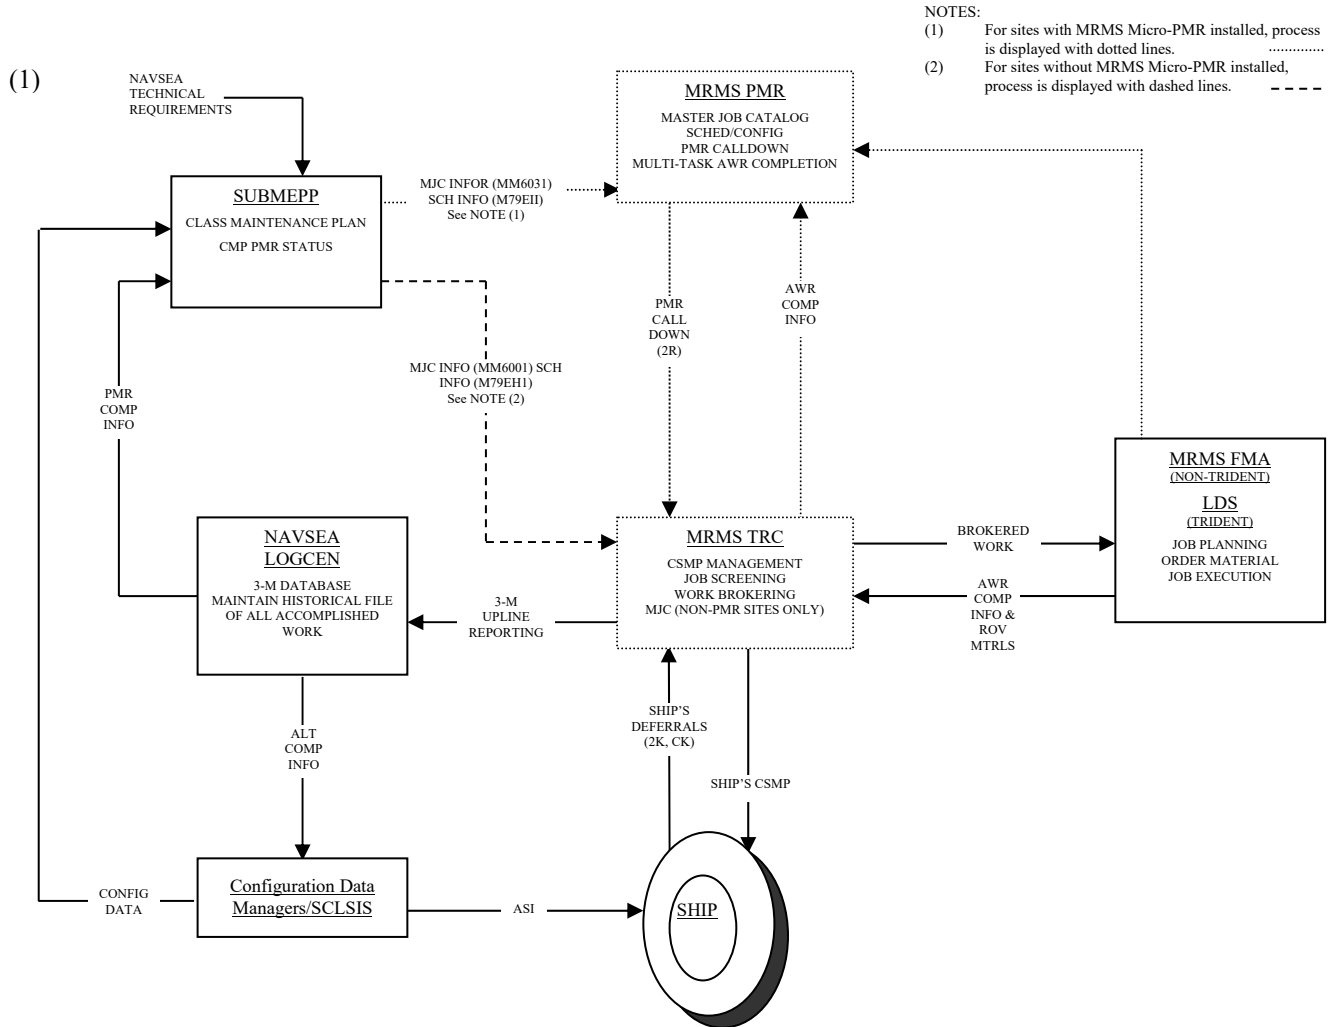 NOTES:
(1) For sites with MRMS Micro-PMR installed, process
is displayed with dotted lines.
(2) For sites without MRMS Micro-PMR installed,
process is displayed with dashed lines.
(1)
NAVSEA
TECHNICAL
REQUIREMENTS
MRMS PMR
MASTER JOB CATALOG
SCHED/CONFIG
PMR CALLDOWN
MULTI-TASK AWR COMPLETION
SUBMEPP
CLASS MAINTENANCE PLAN
CMP PMR STATUS
MJC INFOR (MM6031)
SCH INFO (M79EII)
See NOTE (1)
PMR
CALL
DOWN
(2R)
AWR
COMP
INFO
MJC INFO (MM6001) SCH
INFO (M79EH1)
See NOTE (2)
PMR
COMP
INFO
MRMS FMA
(NON-TRIDENT)
LDS
(TRIDENT)
JOB PLANNING
ORDER MATERIAL
JOB EXECUTION
NAVSEA
LOGCEN
3-M DATABASE
MAINTAIN HISTORICAL FILE
OF ALL ACCOMPLISHED
WORK
3-M
UPLINE
REPORTING
MRMS TRC
CSMP MANAGEMENT
JOB SCREENING
WORK BROKERING
MJC (NON-PMR SITES ONLY)
BROKERED
WORK
AWR
COMP
INFO &
ROV
MTRLS
ALT
COMP
INFO
SHIP'S
DEFERRALS
(2K, CK)
SHIP'S CSMP
CONFIG
DATA
Configuration Data
Managers/SCLSIS
ASI
SHIP